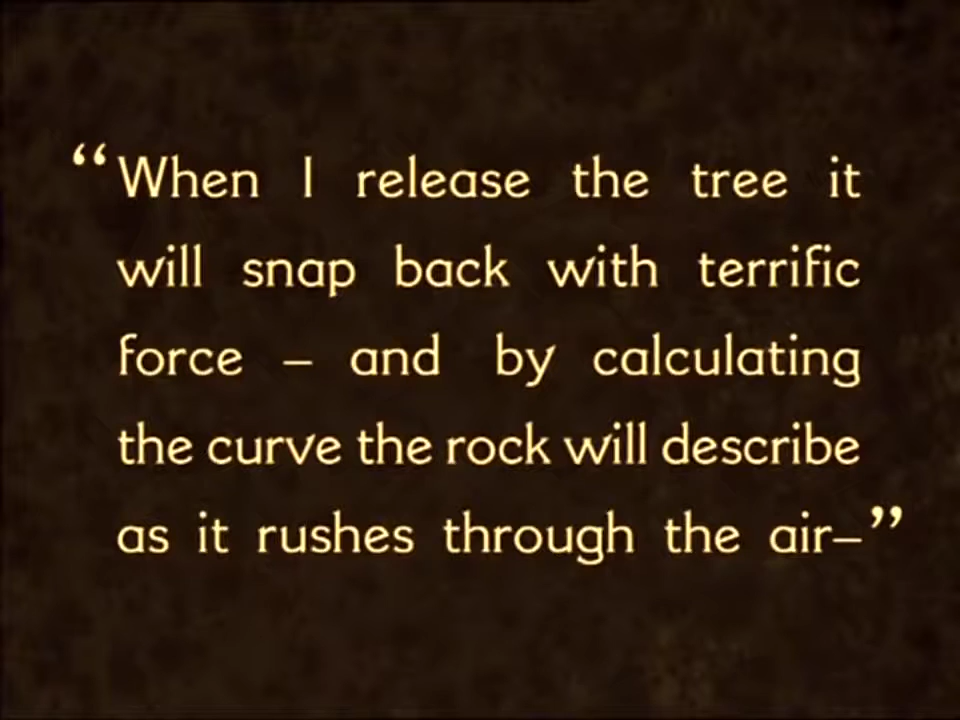 “When I release the tree it
will snap back with terrific
force – and by calculating
the curve the rock will describe
as it rushes through the air–”